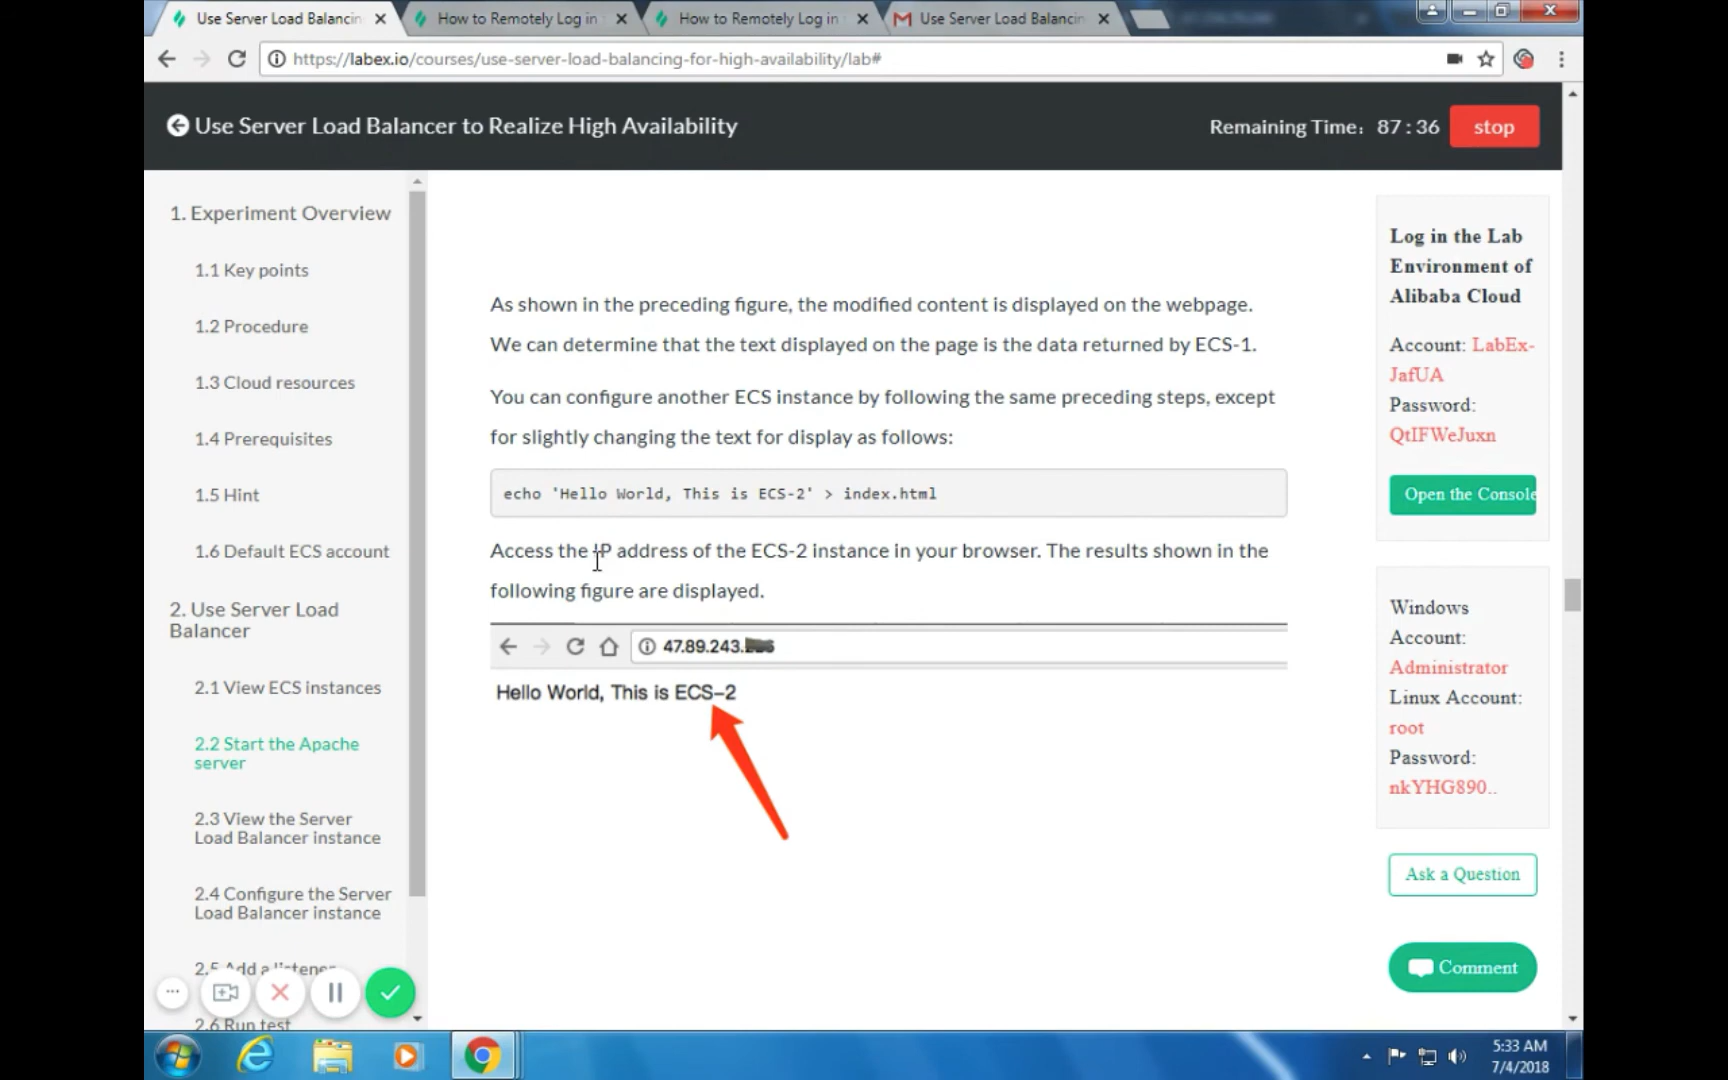 Use Server Load Balancin
How to Remotely Log in
How to Remotely Log in
Use Server Load Balancin
https://labex.io/courses/use-server-load-balancing-for-high-availability/lab#
Use Server Load Balancer to Realize High Availability
Remaining Time: 87 : 36
stop
1. Experiment Overview
1.1 Key points
1.2 Procedure
1.3 Cloud resources
1.4 Prerequisites
1.5 Hint
1.6 Default ECS account
2. Use Server Load
Balancer
2.1 View ECS instances
2.2 Start the Apache
server
2.3 View the Server
Load Balancer instance
2.4 Configure the Server
Load Balancer instance
2.5 Add a listener
2.6 Run test
As shown in the preceding figure, the modified content is displayed on the webpage.
We can determine that the text displayed on the page is the data returned by ECS-1.
You can configure another ECS instance by following the same preceding steps, except
for slightly changing the text for display as follows:
echo 'Hello World, This is ECS-2' > index.html
Access the IP address of the ECS-2 instance in your browser. The results shown in the
following figure are displayed.
47.89.243.
Hello World, This is ECS-2
Log in the Lab
Environment of
Alibaba Cloud
Account: LabEx-
JafUA
Password:
QtIFWeJuxn
Open the Console
Windows
Account:
Administrator
Linux Account:
root
Password:
nkYHG890..
Ask a Question
Comment
5:33 AM
7/4/2018